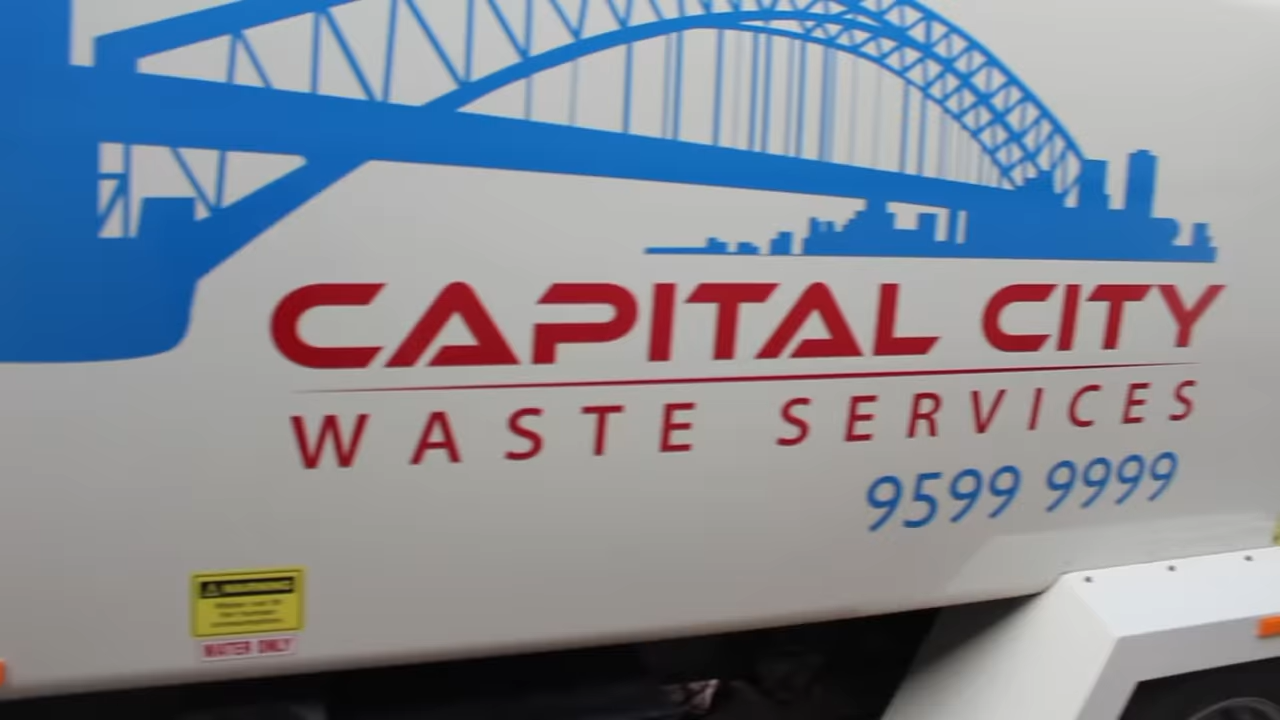 CAPITAL CITY
WASTE SERVICES
9599 9999
WARNING
WATER ONLY